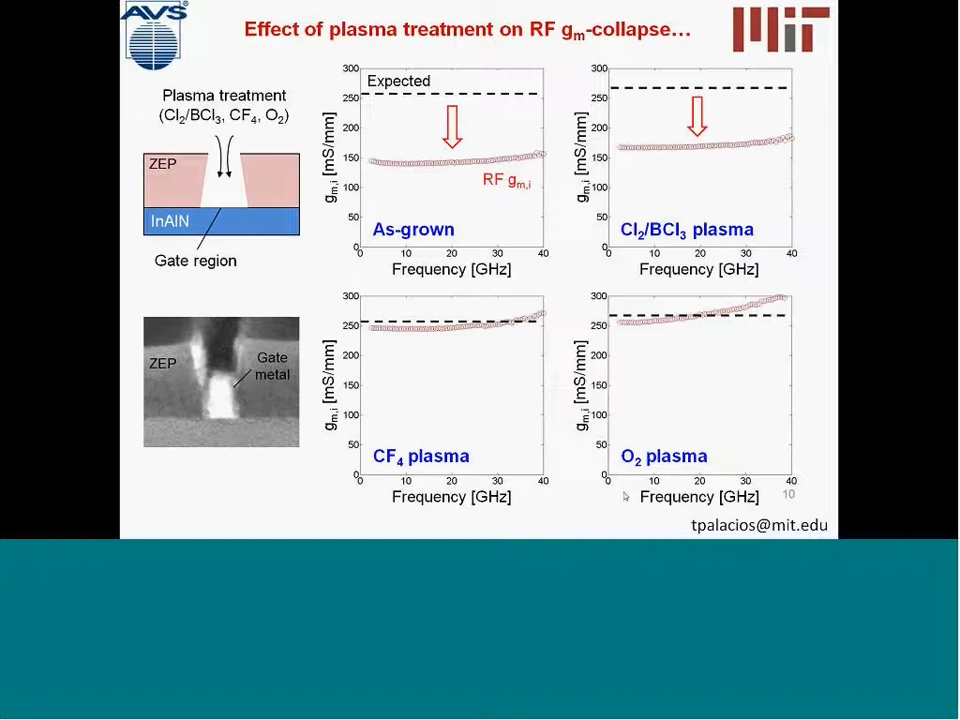 AVS
Effect of plasma treatment on RF gm-collapse…
MIT
Plasma treatment
(Cl2/BCl3, CF4, O2)
ZEP
InAlN
Gate region
ZEP
Gate
metal
300
250
200
150
100
50
0
gm,i [mS/mm]
Expected
RF gm,i
As-grown
0 10 20 30 40
Frequency [GHz]
300
250
200
150
100
50
0
gm,i [mS/mm]
Cl2/BCl3 plasma
0 10 20 30 40
Frequency [GHz]
300
250
200
150
100
50
0
gm,i [mS/mm]
CF4 plasma
0 10 20 30 40
Frequency [GHz]
300
250
200
150
100
50
0
gm,i [mS/mm]
O2 plasma
0 10 20 30 40
Frequency [GHz]
10
tpalacios@mit.edu